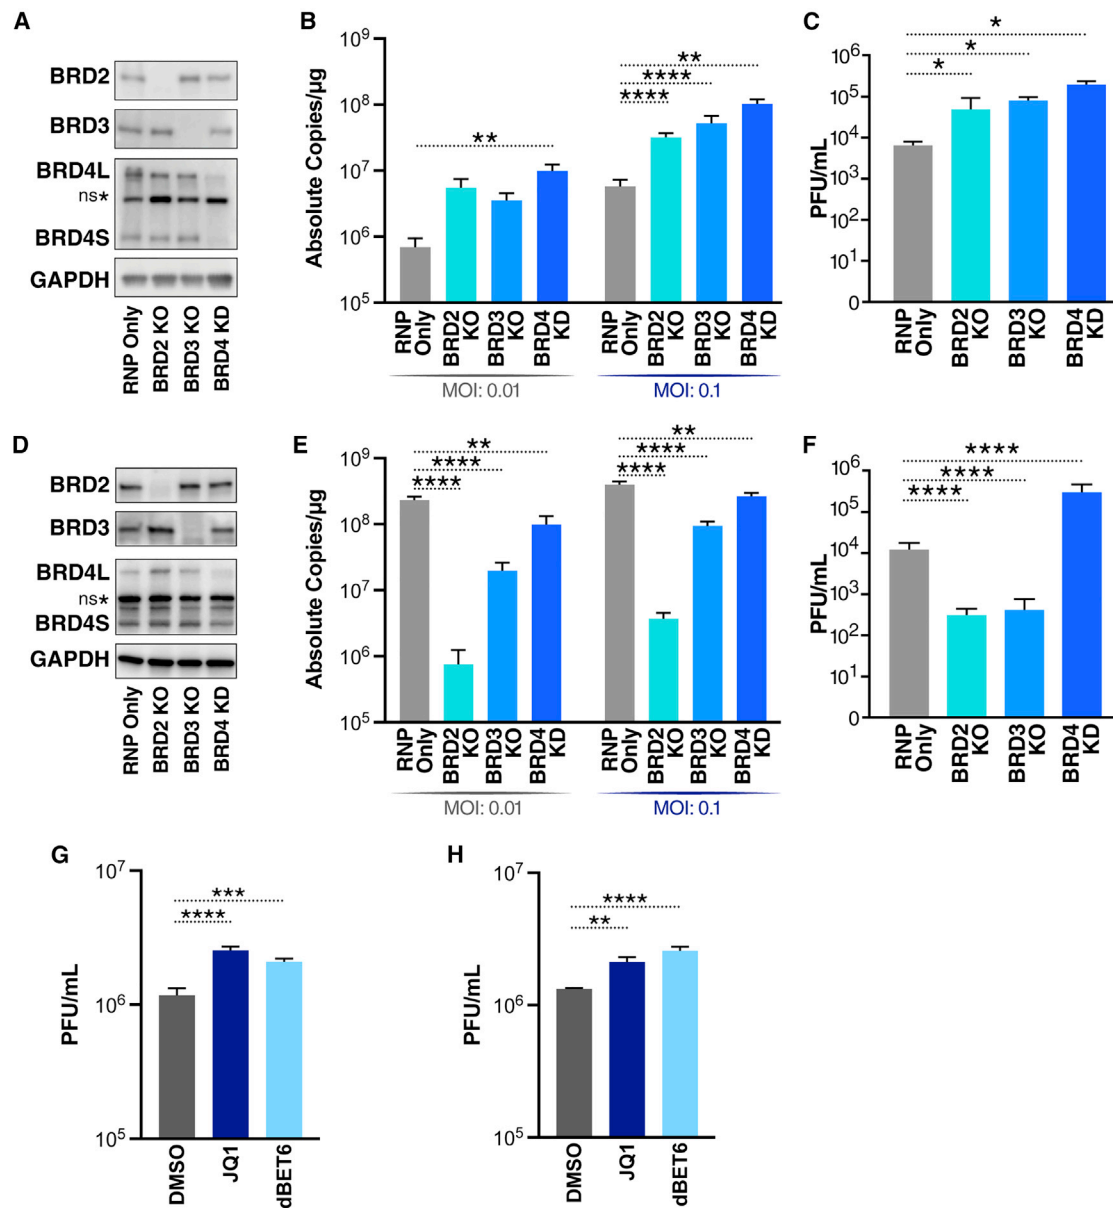 A
BRD2
BRD3
BRD4L
ns*
BRD4S
GAPDH
RNP Only
BRD2 KO
BRD3 KO
BRD4 KD
B
Absolute Copies/µg
10⁹
10⁸
10⁷
10⁶
10⁵
**
****
****
**
RNP Only
BRD2 KO
BRD3 KO
BRD4 KD
RNP Only
BRD2 KO
BRD3 KO
BRD4 KD
MOI: 0.01
MOI: 0.1
C
PFU/mL
10⁶
10⁵
10⁴
10³
10²
10¹
0
*
*
*
RNP Only
BRD2 KO
BRD3 KO
BRD4 KD
D
BRD2
BRD3
BRD4L
ns*
BRD4S
GAPDH
RNP Only
BRD2 KO
BRD3 KO
BRD4 KD
E
Absolute Copies/µg
10⁹
10⁸
10⁷
10⁶
10⁵
**
****
****
**
****
****
RNP Only
BRD2 KO
BRD3 KO
BRD4 KD
RNP Only
BRD2 KO
BRD3 KO
BRD4 KD
MOI: 0.01
MOI: 0.1
F
PFU/mL
10⁶
10⁵
10⁴
10³
10²
10¹
0
****
****
****
RNP Only
BRD2 KO
BRD3 KO
BRD4 KD
G
PFU/mL
10⁷
10⁶
10⁵
***
****
DMSO
JQ1
dBET6
H
PFU/mL
10⁷
10⁶
10⁵
****
**
DMSO
JQ1
dBET6